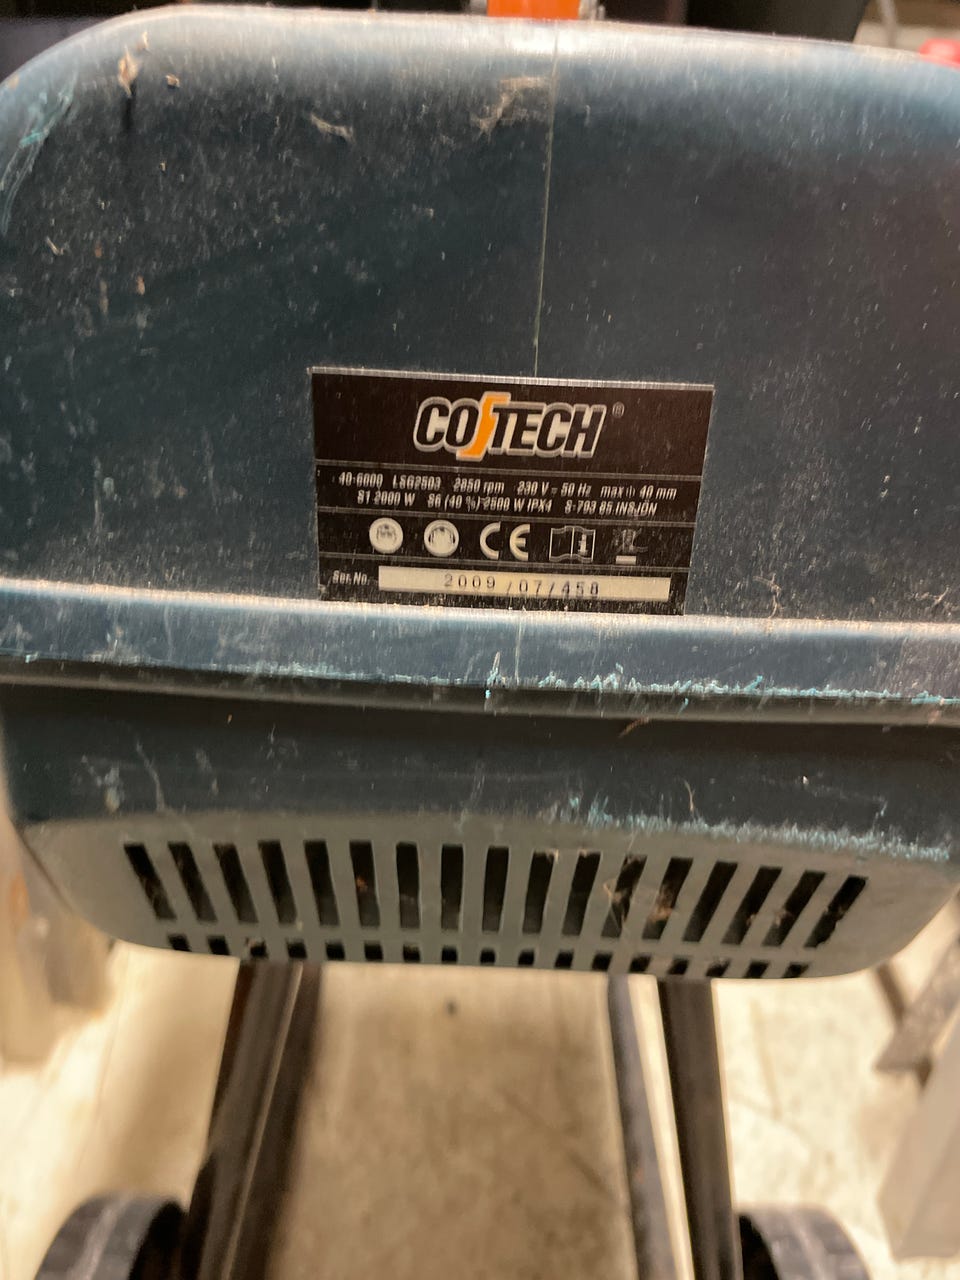 COTECH®
40-6000 LSG2503 2850 rpm 230 V ~ 50 Hz max 40 mm
S1 2000 W S6 (40 %) 2500 W IPX4 S-793 85 INSJÖN
CE i
Ser. No. 2009/07/458